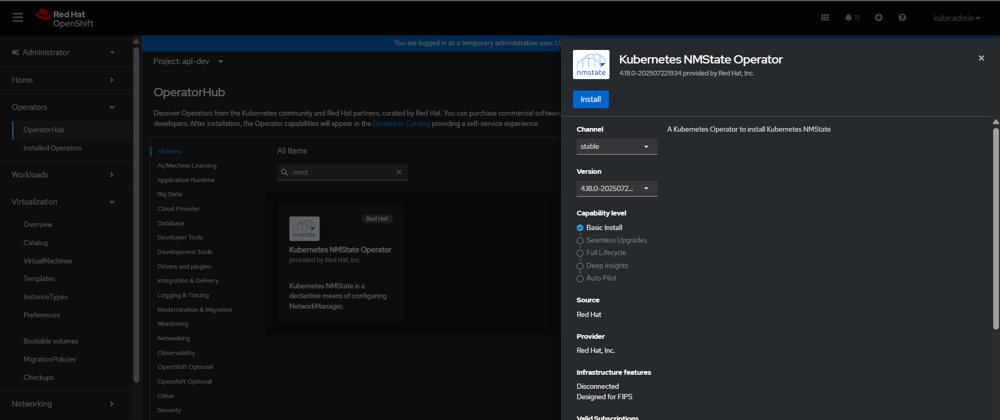 Red Hat
OpenShift
11
kube:admin
Administrator
Home
Operators
OperatorHub
Installed Operators
Workloads
Virtualization
Overview
Catalog
VirtualMachines
Templates
InstanceTypes
Preferences
Bootable volumes
MigrationPolicies
Checkups
Networking
You are logged in as a temporary administrative user. U
Project: apl-dev
OperatorHub
Discover Operators from the Kubernetes community and Red Hat partners, curated by Red Hat. You can purchase commercial software
developers. After installation, the Operator capabilities will appear in the Developer Catalog providing a self-service experience.
All Items
AI/Machine Learning
Application Runtime
Big Data
Cloud Provider
Database
Developer Tools
Development Tools
Drivers and plugins
Integration & Delivery
Logging & Tracing
Modernization & Migration
Monitoring
Networking
Observability
OpenShift Optional
Openshift Optional
Other
Security
All Items
nmst
nmstate
Red Hat
Kubernetes NMState Operator
provided by Red Hat, Inc.
Kubernetes NMState is a
declaritive means of configuring
NetworkManager.
nmstate
Kubernetes NMState Operator
4.18.0-202507221934 provided by Red Hat, Inc.
Install
Channel
stable
Version
4.18.0-2025072...
Capability level
Basic Install
Seamless Upgrades
Full Lifecycle
Deep Insights
Auto Pilot
Source
Red Hat
Provider
Red Hat, Inc.
Infrastructure features
Disconnected
Designed for FIPS
Valid Subscriptions
A Kubernetes Operator to install Kubernetes NMState